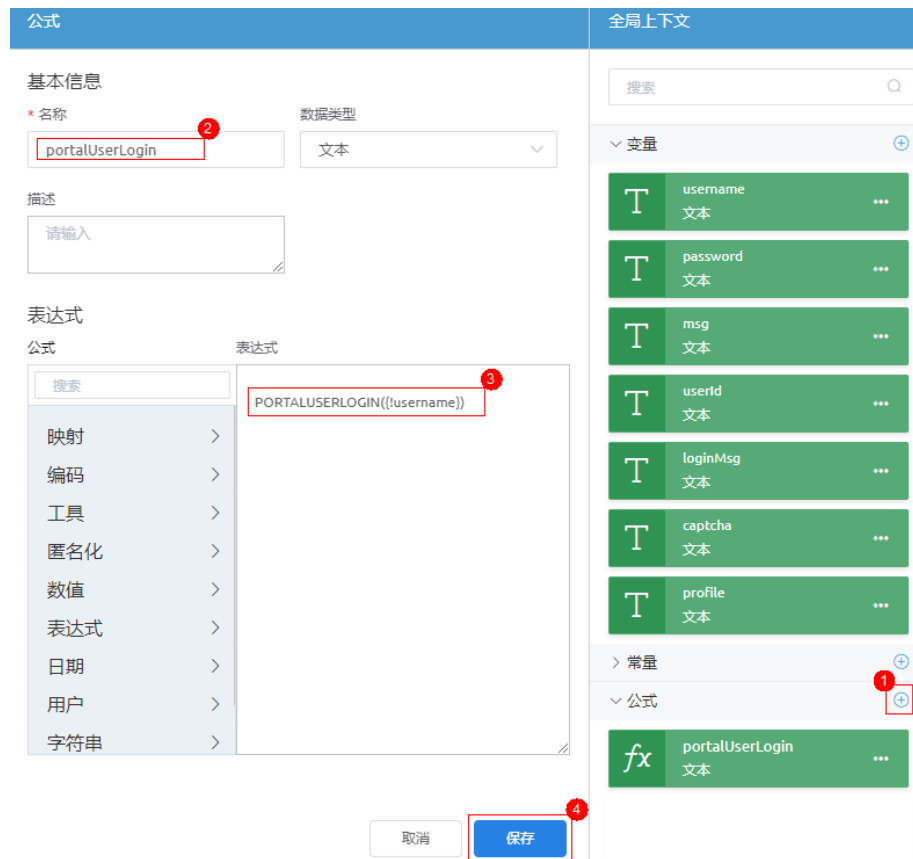 公式
基本信息
* 名称
数据类型
2
portalUserLogin
文本
描述
请输入
表达式
公式
表达式
搜索
3
PORTALUSERLOGIN({!username})
映射
编码
工具
匿名化
数值
表达式
日期
用户
字符串
4
取消
保存
全局上下文
搜索
变量
T
username
文本
T
password
文本
T
msg
文本
T
userId
文本
T
loginMsg
文本
T
captcha
文本
T
profile
文本
常量
1
公式
fx
portalUserLogin
文本